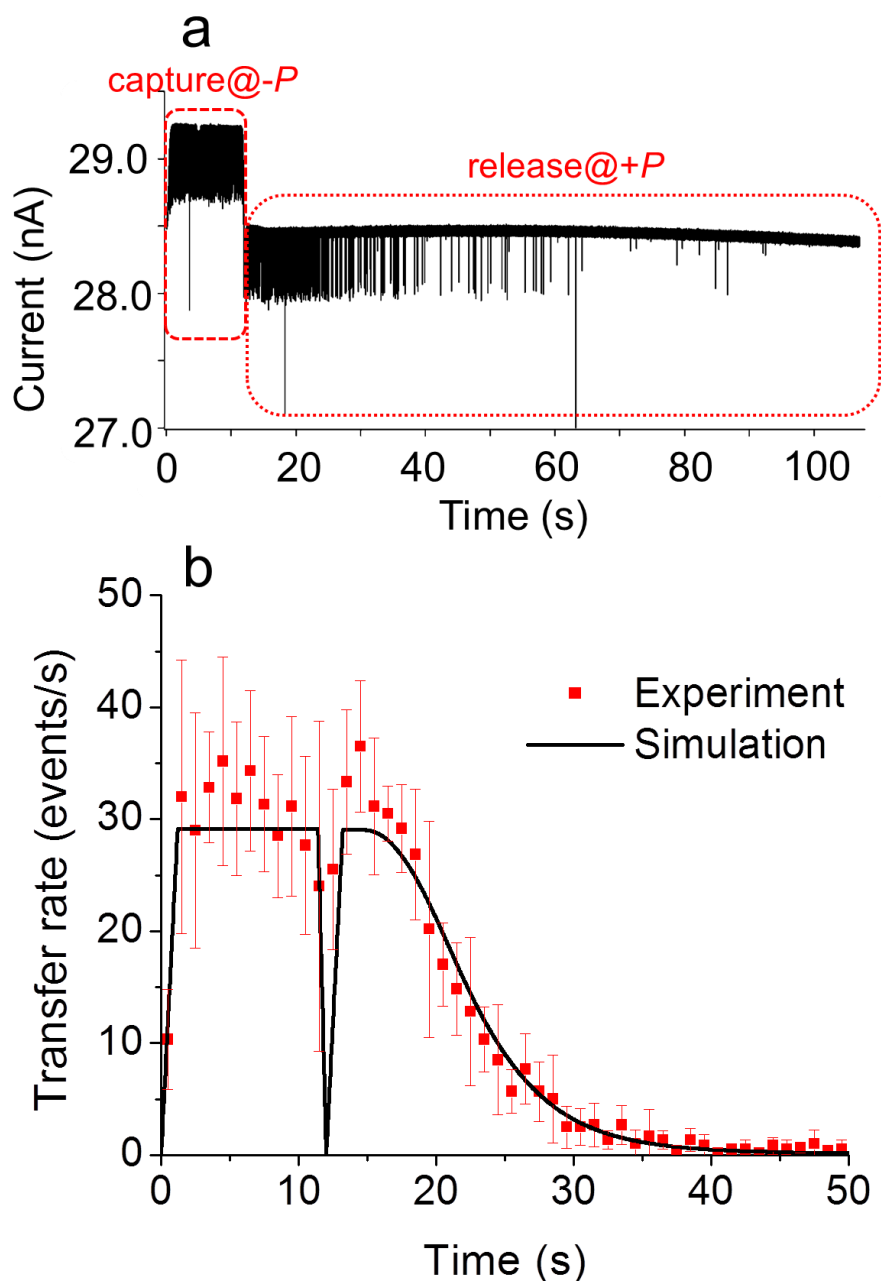 a
capture@-P
release@+P
29.0
28.0
27.0
Current (nA)
0 20 40 60 80 100
Time (s)
b
50
40
30
20
10
0
Transfer rate (events/s)
Experiment
Simulation
0 10 20 30 40 50
Time (s)